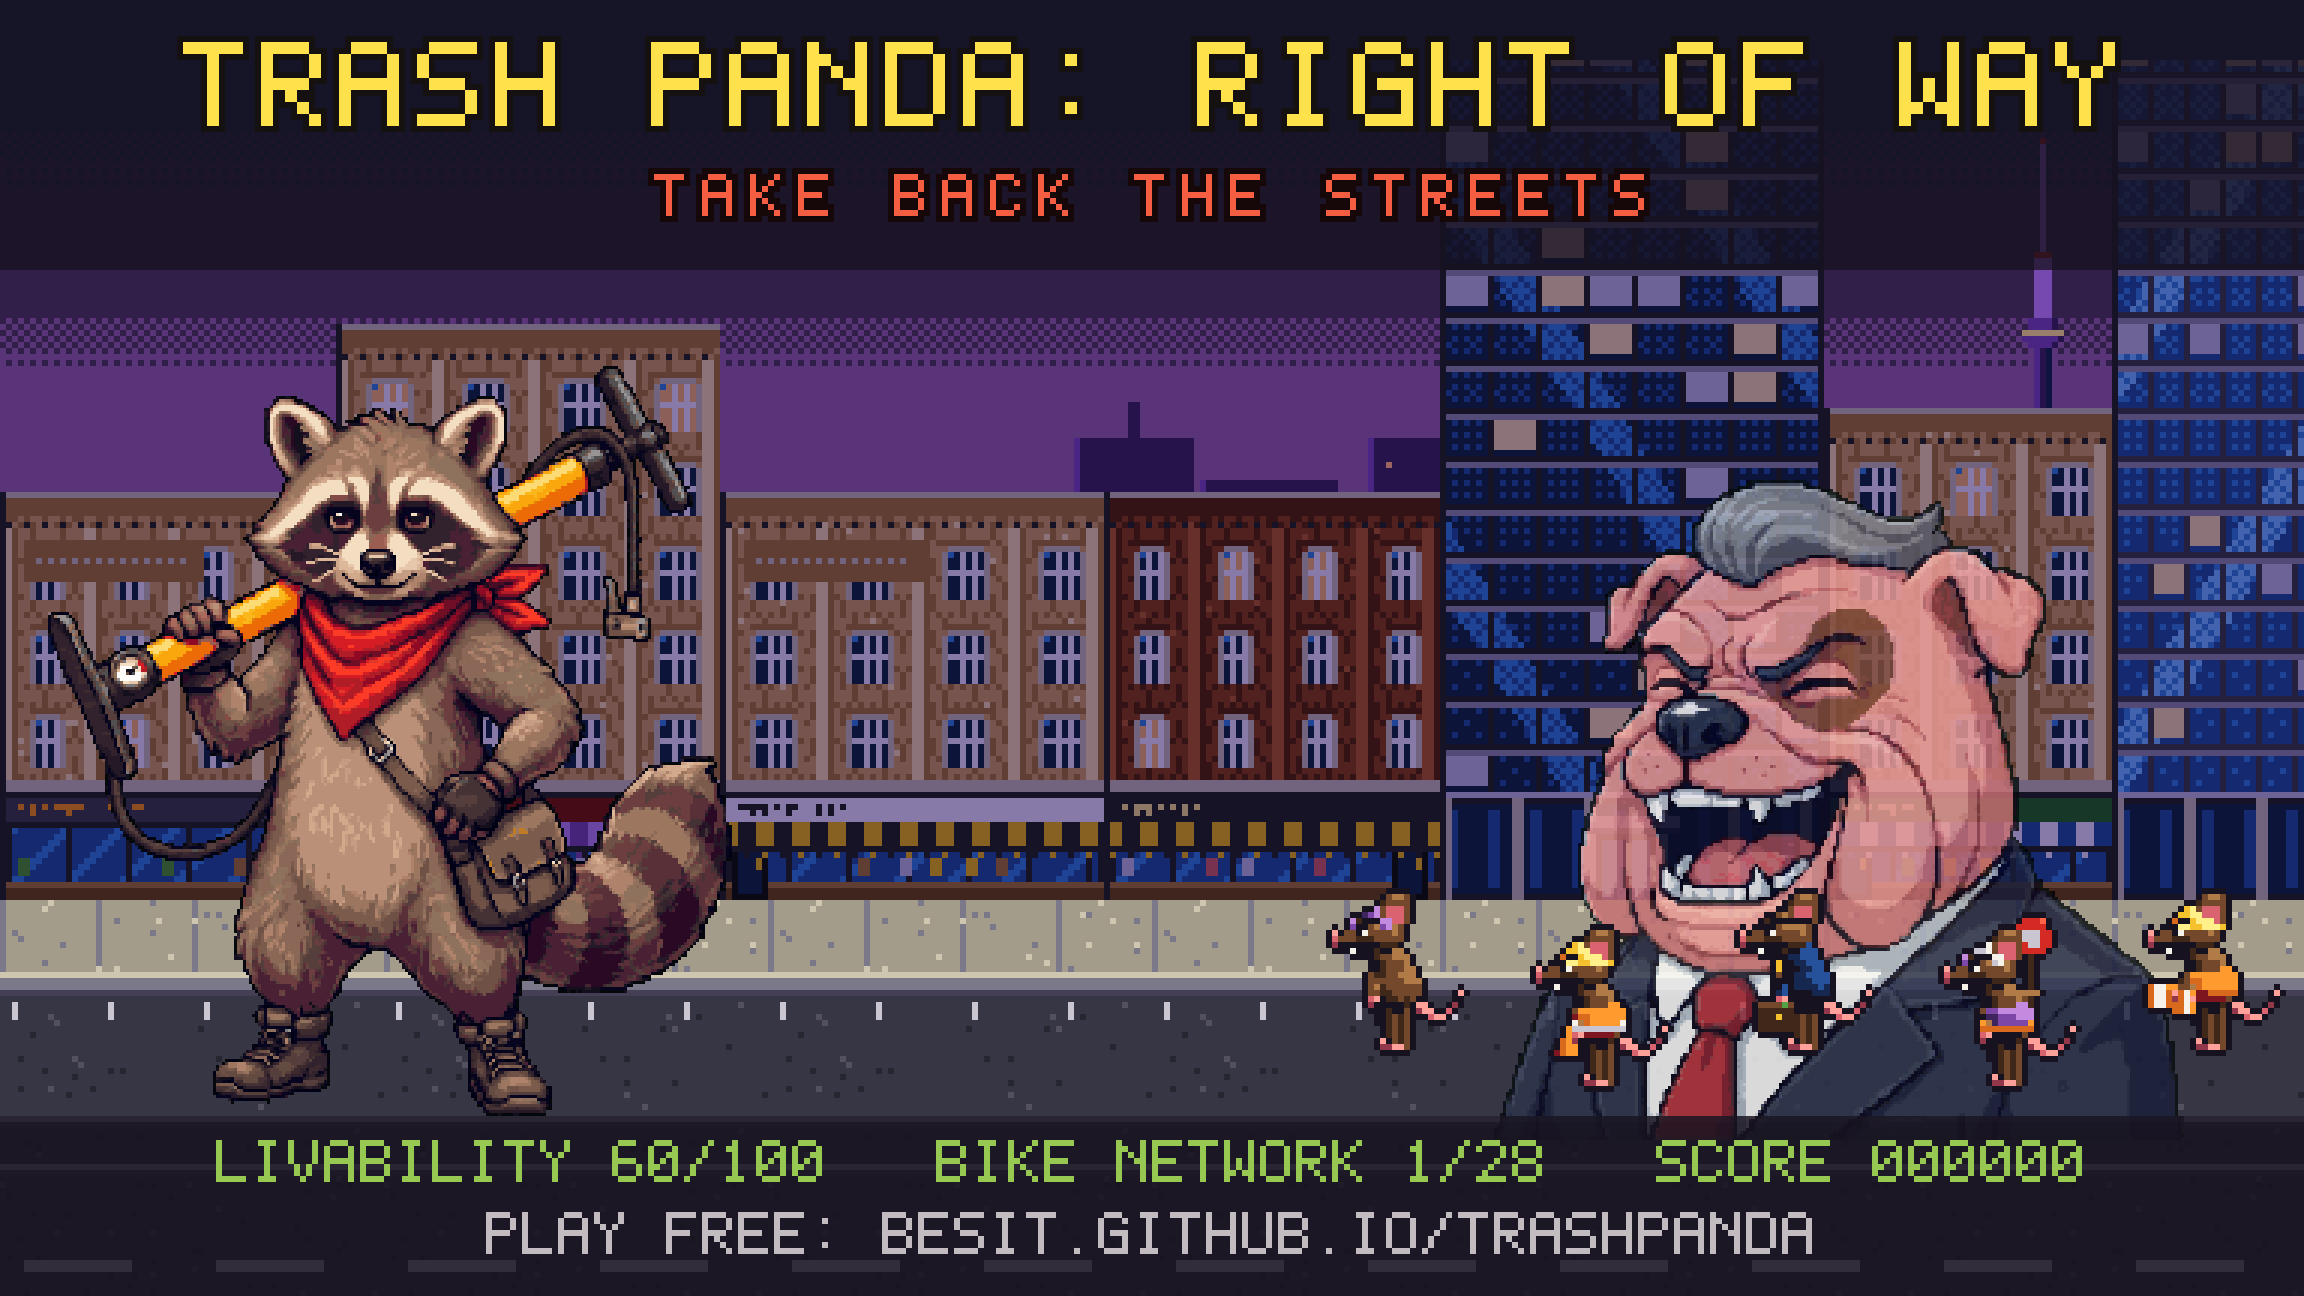 TRASH PANDA: RIGHT OF WAY
TAKE BACK THE STREETS
LIVABILITY 60/100 BIKE NETWORK 1/28 SCORE 000000
PLAY FREE: BESIT.GITHUB.IO/TRASHPANDA